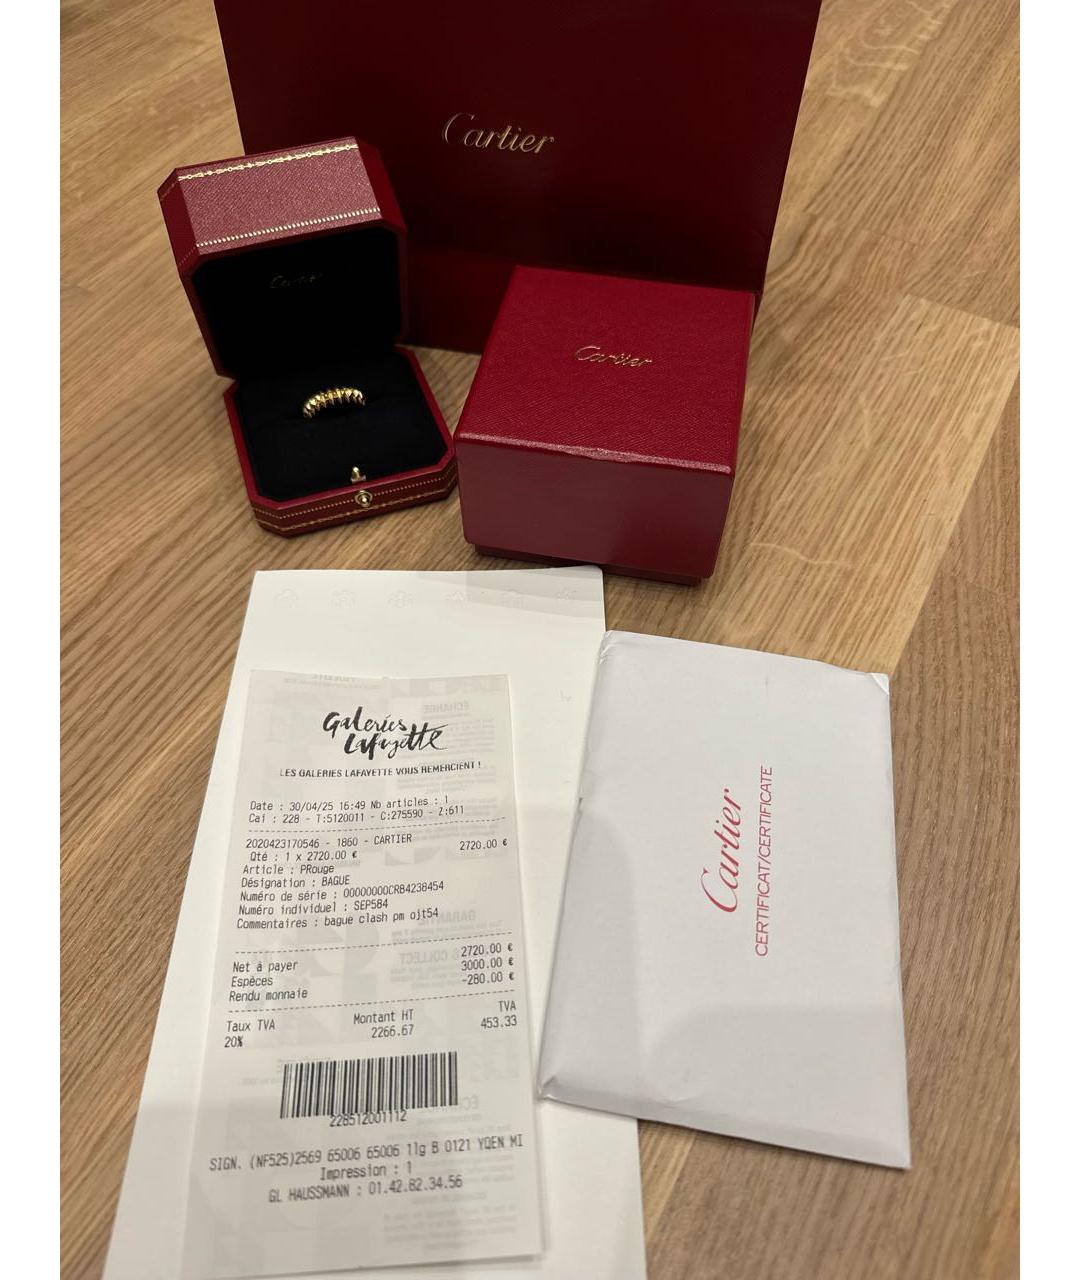 Cartier
Cartier
Cartier
Galeries
Lafayette
LES GALERIES LAFAYETTE VOUS REMERCIENT !
Date : 30/04/25 16:49 Nb articles : 1
Cai : 228 - T:5120011 - C:275590 - Z:611
2020423170546 - 1860 - CARTIER
Qté : 1 x 2720.00 € 2720.00 €
Article : PRouge
Désignation : BAGUE
Numéro de série : 00000000CRB4238454
Numéro individuel : SEP584
Commentaires : bague clash pm ojt54
Net à payer 2720.00 €
Espèces 3000.00 €
Rendu monnaie -280.00 €
Taux TVA Montant HT TVA
20% 2266.67 453.33
228512001112
SIGN. (NF525)2569 65006 65006 11g B 0121 YQEN MI
Impression : 1
GL HAUSSMANN : 01.42.82.34.56
Cartier
CERTIFICAT/CERTIFICATE